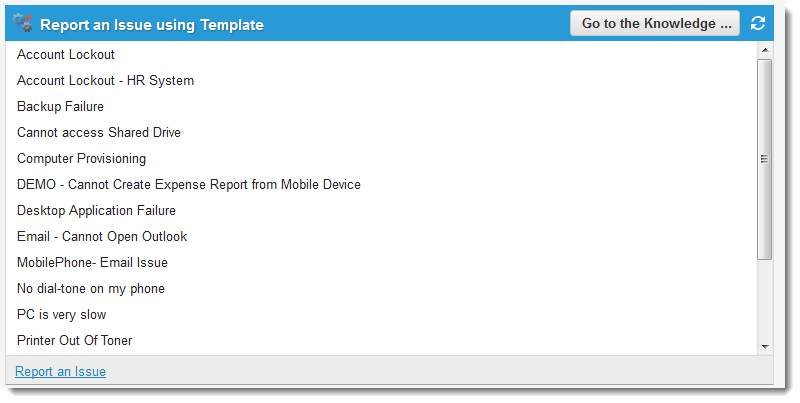 Report an Issue using Template
Go to the Knowledge ...
Account Lockout
Account Lockout - HR System
Backup Failure
Cannot access Shared Drive
Computer Provisioning
DEMO - Cannot Create Expense Report from Mobile Device
Desktop Application Failure
Email - Cannot Open Outlook
MobilePhone- Email Issue
No dial-tone on my phone
PC is very slow
Printer Out Of Toner
Report an Issue